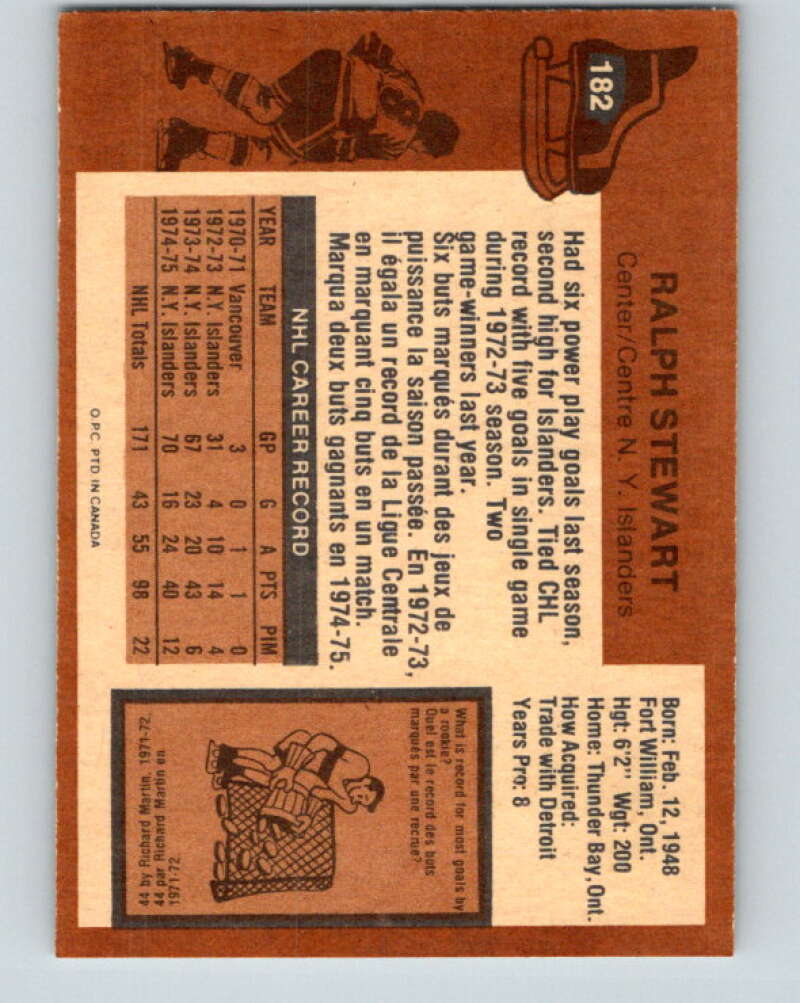 182
RALPH STEWART
Center/Centre N. Y. Islanders
Born: Feb. 12, 1948
Fort William, Ont.
Hgt: 6'2" Wgt: 200
Home: Thunder Bay, Ont.
How Acquired:
Trade with Detroit
Years Pro: 8
Had six power play goals last season,
second high for Islanders. Tied CHL
record with five goals in single game
during 1972-73 season. Two
game-winners last year.
Six buts marqués durant des jeux de
puissance la saison passée. En 1972-73,
il égala un record de la Ligue Centrale
en marquant cinq buts en un match.
Marqua deux buts gagnants en 1974-75.
NHL CAREER RECORD
YEAR TEAM GP G A PTS PIM
1970-71 Vancouver 3 0 1 1 0
1972-73 N.Y. Islanders 31 4 10 14 4
1973-74 N.Y. Islanders 67 23 20 43 6
1974-75 N.Y. Islanders 70 16 24 40 12
NHL Totals 171 43 55 98 22
What is record for most goals by
a rookie?
Quel est le record des buts
marqués par une recrue?
44 by Richard Martin, 1971-72.
44 par Richard Martin en
1971-72.
O.P.C. PTD IN CANADA